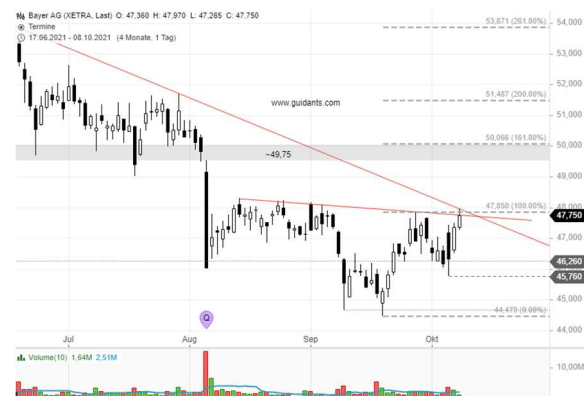 Bayer AG (XETRA, Last) O: 47,360 H: 47,970 L: 47,265 C: 47,750
Termine
17.06.2021 - 08.10.2021 (4 Monate, 1 Tag)
53,871 (261.80%)
54,000
53,000
52,000
51,487 (200.00%)
www.guidants.com
51,000
50,066 (161.80%)
50,000
~49,75
49,000
48,000
47,850 (100.00%)
47,750
47,000
46,260
45,760
45,000
44,470 (0.00%)
44,000
Q
Jul Aug Sep Okt
Volume(10) 1,64M 2,51M
10,00M